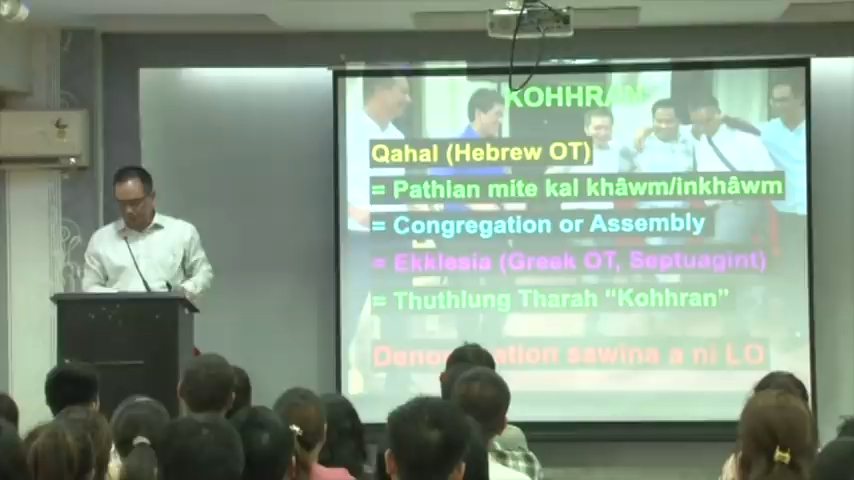 KOHHRAN
Qahal (Hebrew OT)
= Pathian mite kal khâwm/inkhâwm
= Congregation or Assembly
= Ekklesia (Greek OT, Septuagint)
= Thuthlung Tharah “Kohhran”
Denomination sawina a ni LO